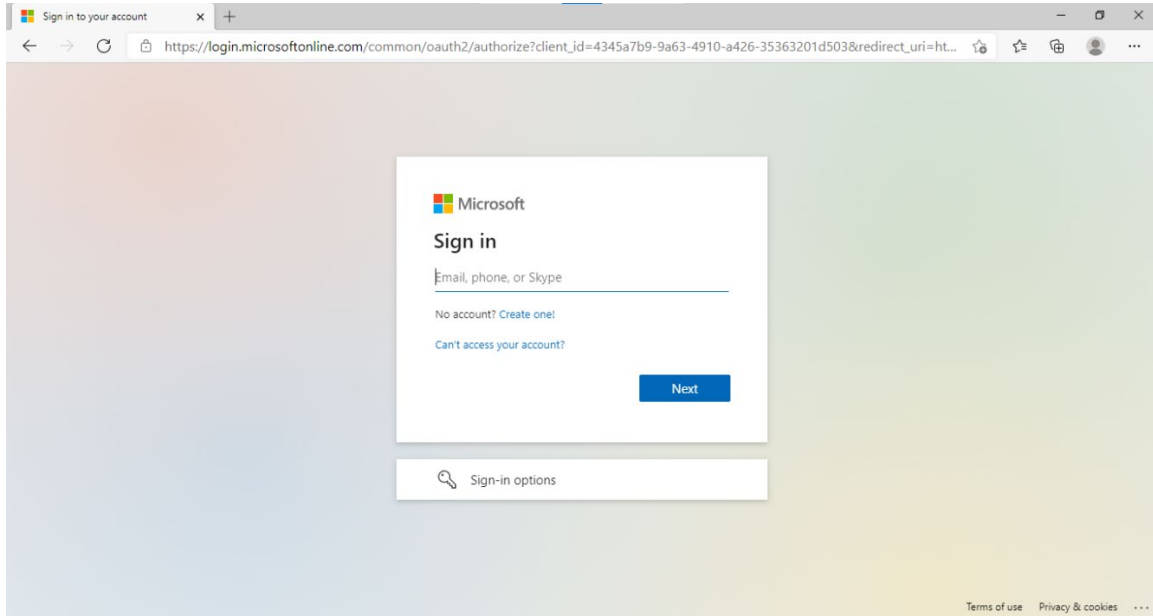 Sign in to your account
https://login.microsoftonline.com/common/oauth2/authorize?client_id=4345a7b9-9a63-4910-a426-35363201d503&redirect_uri=ht...
Microsoft
Sign in
Email, phone, or Skype
No account? Create one!
Can't access your account?
Next
Sign-in options
Terms of use Privacy & cookies ...